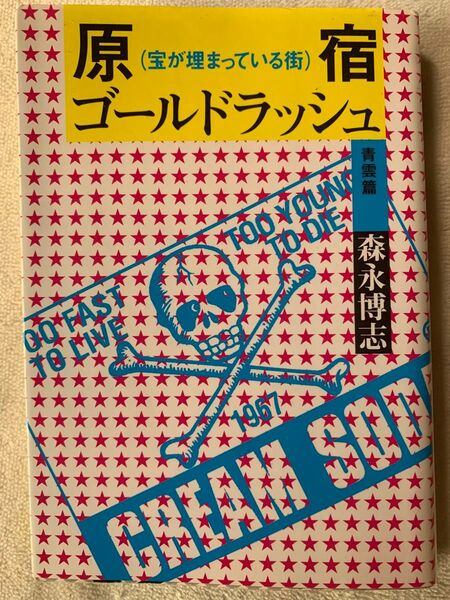 原宿
(宝が埋まっている街)
ゴールドラッシュ
青雲篇
森永博志
TOO YOUNG
TO DIE
OO FAST
TO LIVE
1967
CREAM SOD